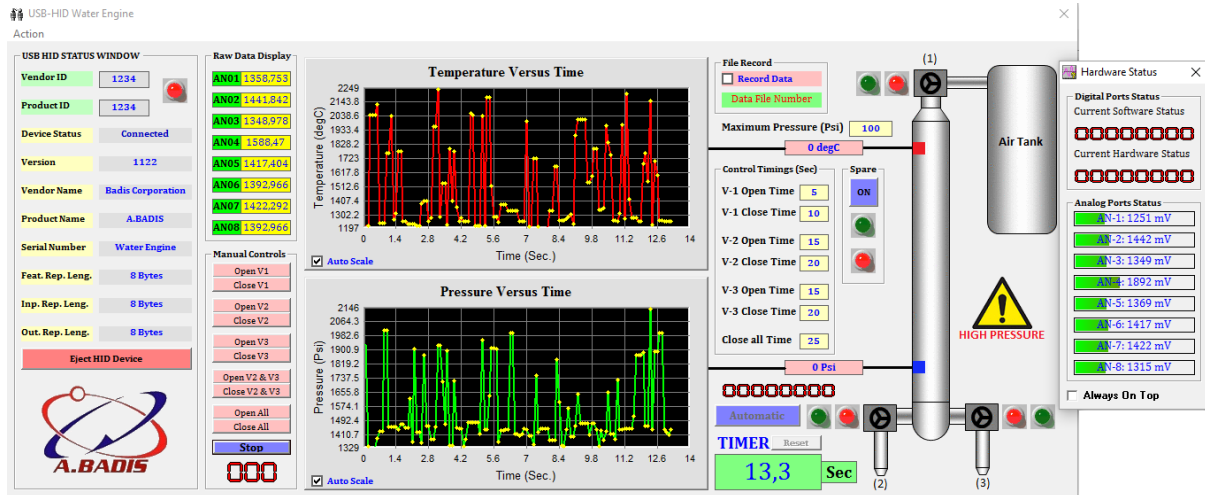 USB-HID Water Engine
Action
USB HID STATUS WINDOW
Vendor ID 1234
Product ID 1234
Device Status Connected
Version 1122
Vendor Name Badis Corporation
Product Name A.BADIS
Serial Number Water Engine
Feat. Rep. Leng. 8 Bytes
Inp. Rep. Leng. 8 Bytes
Out. Rep. Leng. 8 Bytes
Eject HID Device
A.BADIS
Raw Data Display
AN01 1358,753
AN02 1441,842
AN03 1348,978
AN04 1588,47
AN05 1417,404
AN06 1392,966
AN07 1422,292
AN08 1392,966
Manual Controls
Open V1
Close V1
Open V2
Close V2
Open V3
Close V3
Open V2 & V3
Close V2 & V3
Open All
Close All
Stop
000
Temperature Versus Time
Temperature (degC)
2249
2143.8
2038.6
1933.4
1828.2
1723
1617.8
1512.6
1407.4
1302.2
1197
0 1.4 2.8 4.2 5.6 7 8.4 9.8 11.2 12.6 14
Time (Sec.)
Auto Scale
Pressure Versus Time
Pressure (Psi)
2146
2064.3
1982.6
1900.9
1819.2
1737.5
1655.8
1574.1
1492.4
1410.7
1329
0 1.4 2.8 4.2 5.6 7 8.4 9.8 11.2 12.6 14
Time (Sec.)
Auto Scale
File Record
Record Data
Data File Number
Maximum Pressure (Psi) 100
0 degC
Control Timings (Sec)
V-1 Open Time 5
V-1 Close Time 10
V-2 Open Time 15
V-2 Close Time 20
V-3 Open Time 15
V-3 Close Time 20
Close all Time 25
Spare
ON
0 Psi
00000000
Automatic
TIMER Reset
13,3 Sec
(1)
Air Tank
HIGH PRESSURE
(2)
(3)
Hardware Status
Digital Ports Status
Current Software Status
00000000
Current Hardware Status
00000000
Analog Ports Status
AN-1: 1251 mV
AN-2: 1442 mV
AN-3: 1349 mV
AN-4: 1892 mV
AN-5: 1369 mV
AN-6: 1417 mV
AN-7: 1422 mV
AN-8: 1315 mV
Always On Top